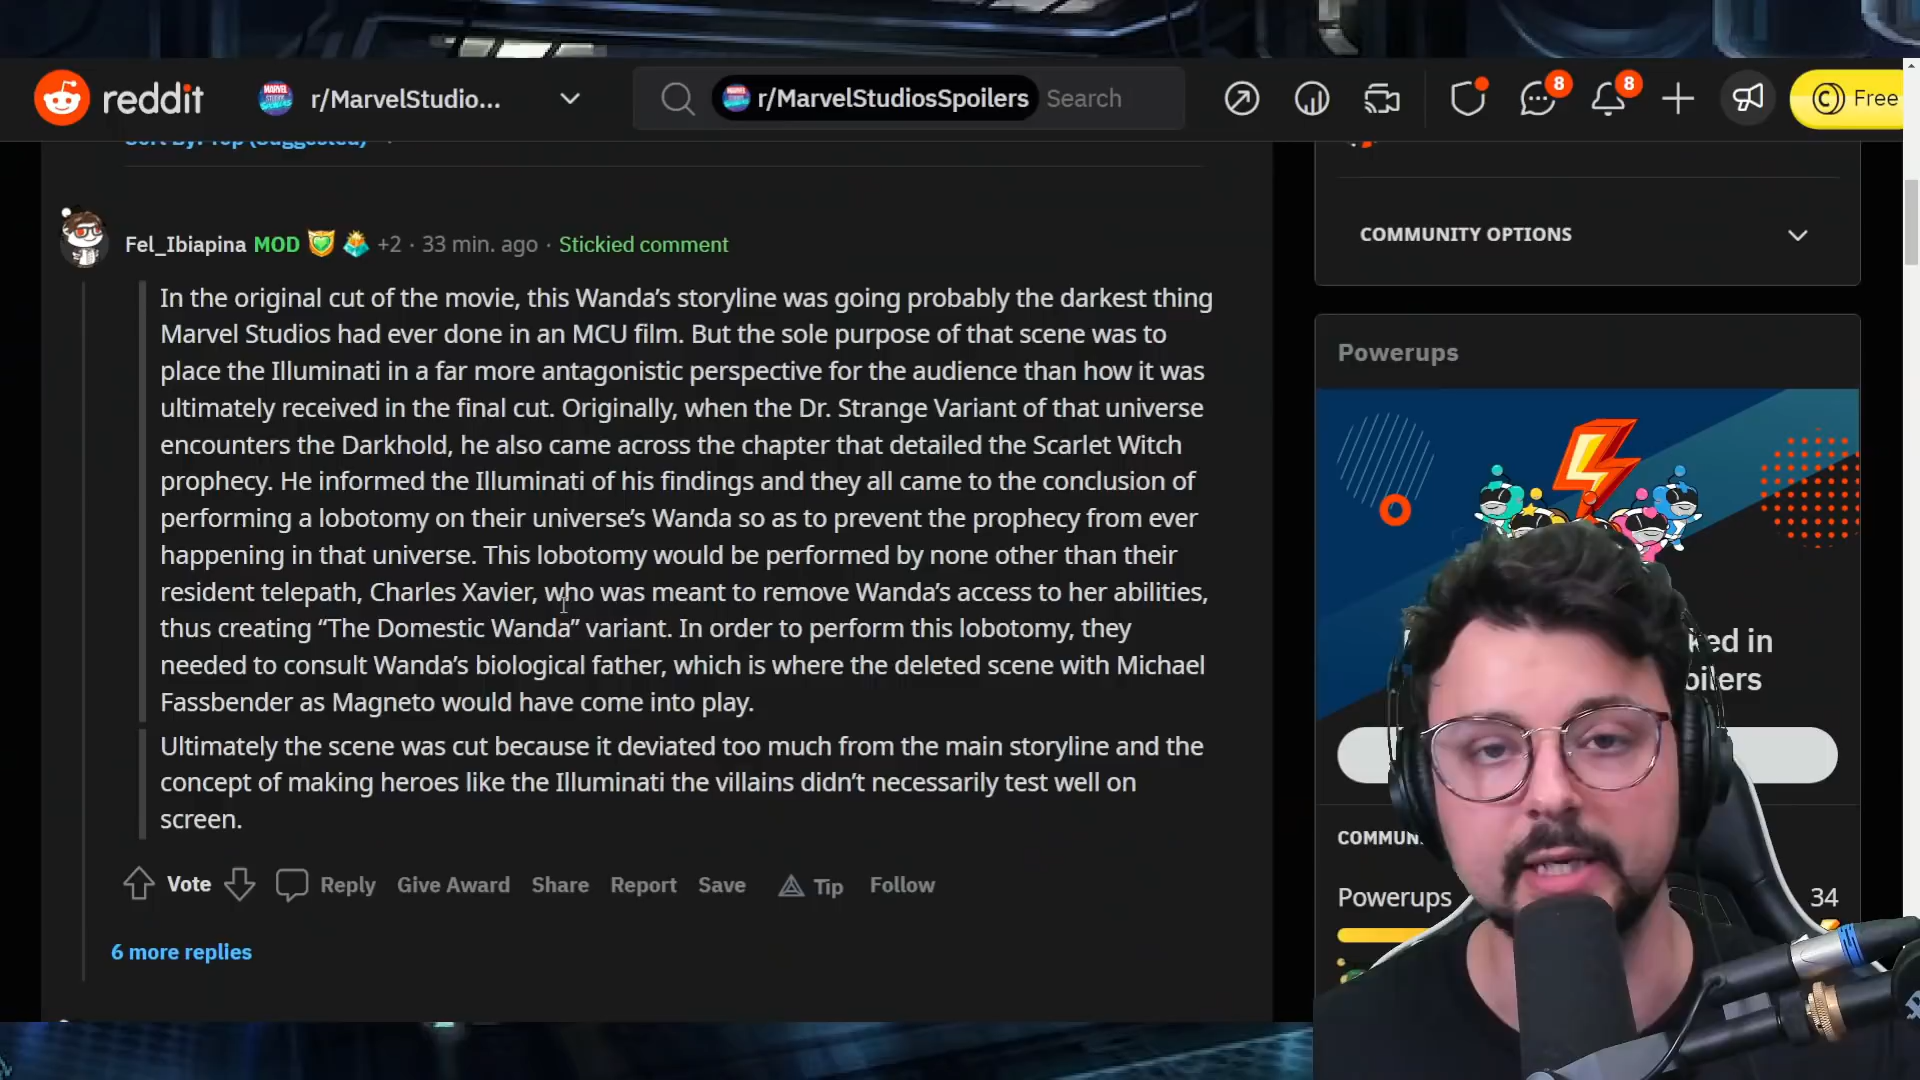 reddit
r/MarvelStudio...
r/MarvelStudiosSpoilers Search
8
8
Free
Sort By: Top (Suggested)
COMMUNITY OPTIONS
Fel_Ibiapina MOD +2 · 33 min. ago · Stickied comment
In the original cut of the movie, this Wanda’s storyline was going probably the darkest thing
Marvel Studios had ever done in an MCU film. But the sole purpose of that scene was to
place the Illuminati in a far more antagonistic perspective for the audience than how it was
ultimately received in the final cut. Originally, when the Dr. Strange Variant of that universe
encounters the Darkhold, he also came across the chapter that detailed the Scarlet Witch
prophecy. He informed the Illuminati of his findings and they all came to the conclusion of
performing a lobotomy on their universe’s Wanda so as to prevent the prophecy from ever
happening in that universe. This lobotomy would be performed by none other than their
resident telepath, Charles Xavier, who was meant to remove Wanda’s access to her abilities,
thus creating “The Domestic Wanda” variant. In order to perform this lobotomy, they
needed to consult Wanda’s biological father, which is where the deleted scene with Michael
Fassbender as Magneto would have come into play.
Ultimately the scene was cut because it deviated too much from the main storyline and the
concept of making heroes like the Illuminati the villains didn’t necessarily test well on
screen.
Vote Reply Give Award Share Report Save Tip Follow
6 more replies
Powerups
ked in
oilers
COMMUN
Powerups 34